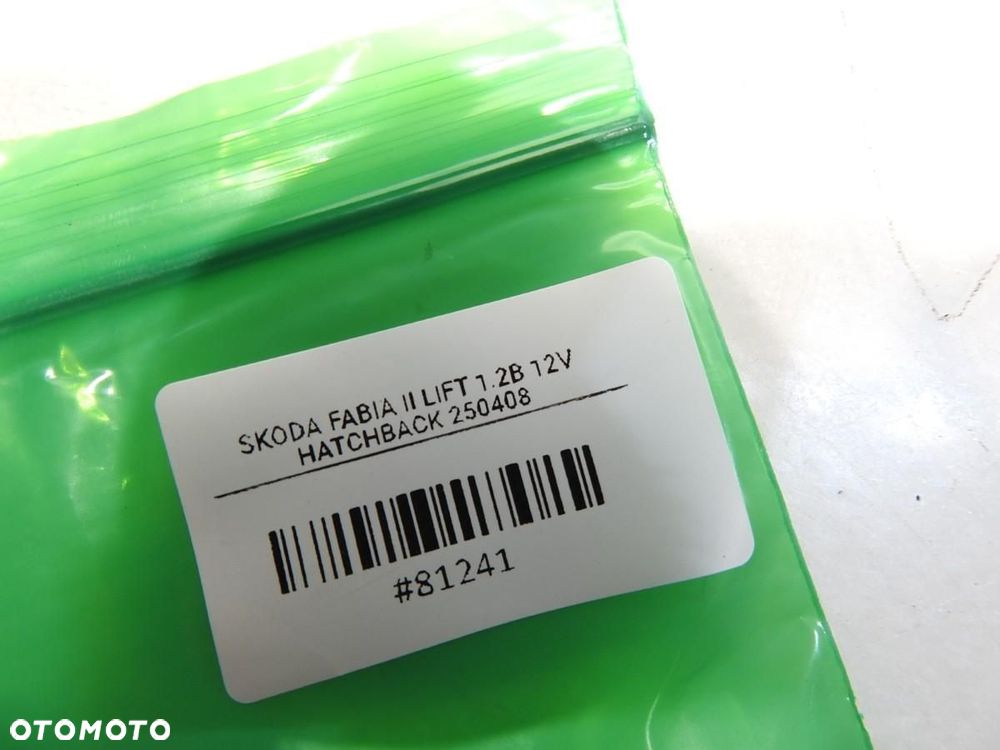 SKODA FABIA II LIFT 1.2B 12V
HATCHBACK 250408
#81241
OTOMOTO